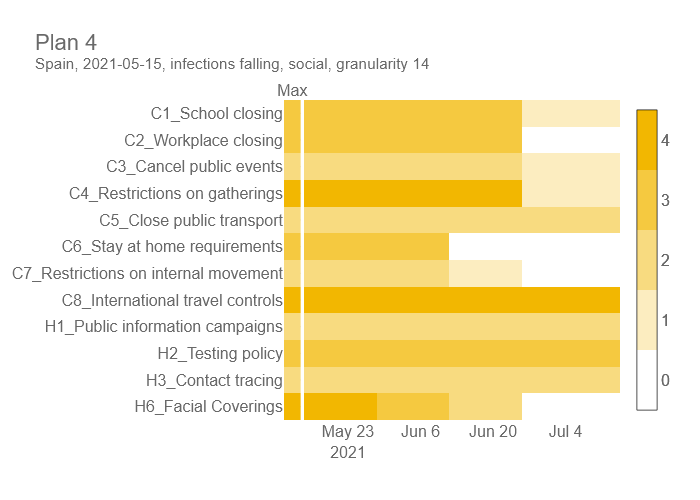 Plan 4
Spain, 2021-05-15, infections falling, social, granularity 14
Max
C1_School closing
C2_Workplace closing
C3_Cancel public events
C4_Restrictions on gatherings
C5_Close public transport
C6_Stay at home requirements
C7_Restrictions on internal movement
C8_International travel controls
H1_Public information campaigns
H2_Testing policy
H3_Contact tracing
H6_Facial Coverings
May 23 Jun 6 Jun 20 Jul 4
2021
4
3
2
1
0